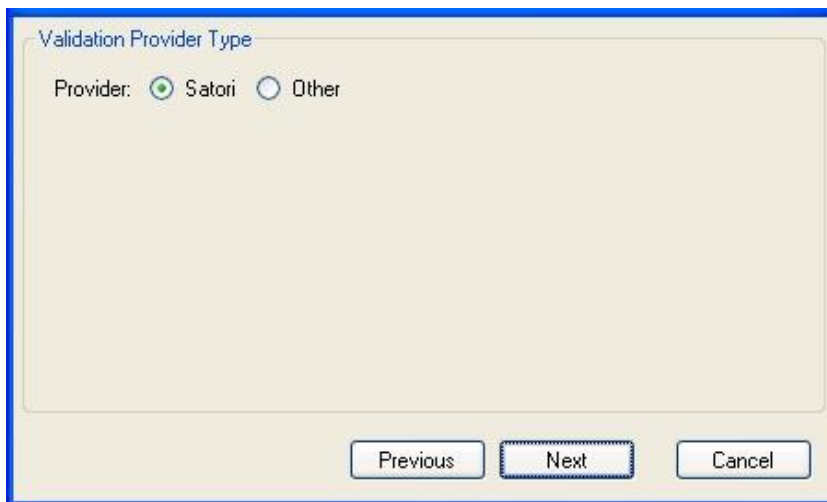 Validation Provider Type
Provider: Satori Other
Previous Next Cancel